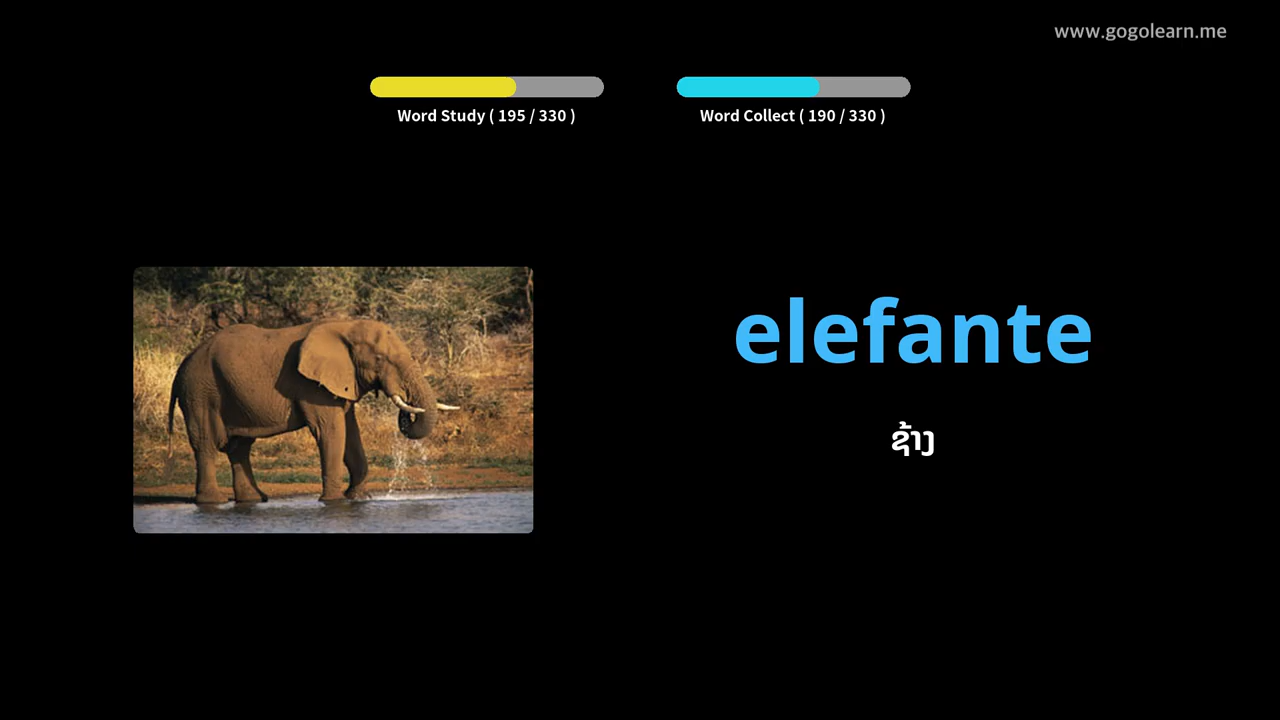 www.gogolearn.me
Word Study ( 195 / 330 )
Word Collect ( 190 / 330 )
elefante
ຊ້າງ